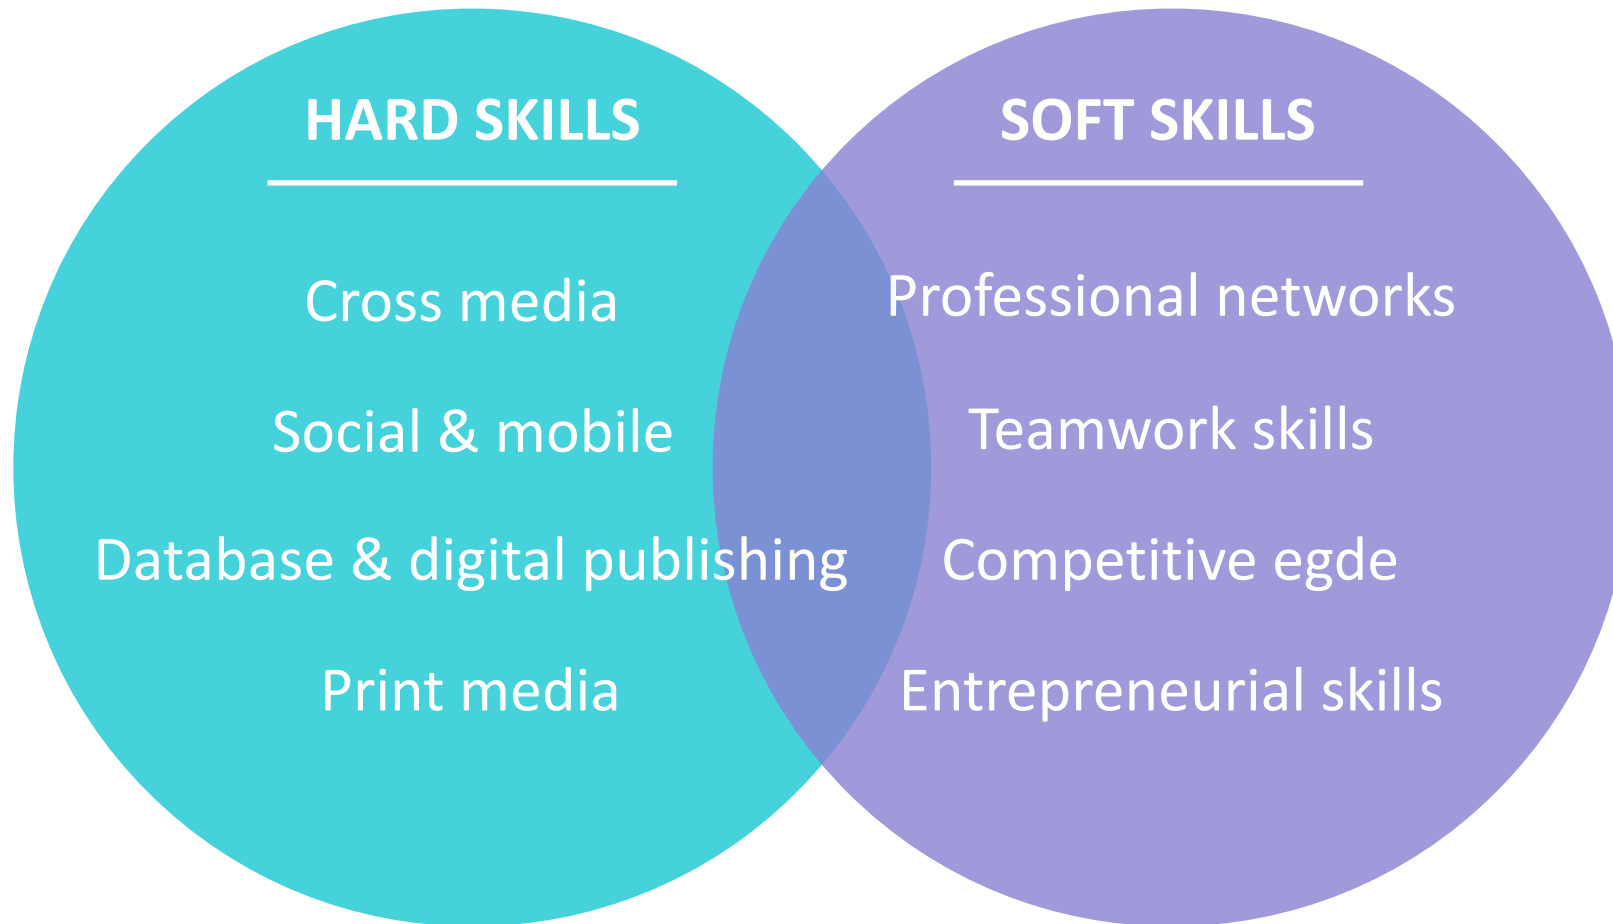 HARD SKILLS
Cross media
Social & mobile
Database & digital publishing
Print media
SOFT SKILLS
Professional networks
Teamwork skills
Competitive egde
Entrepreneurial skills